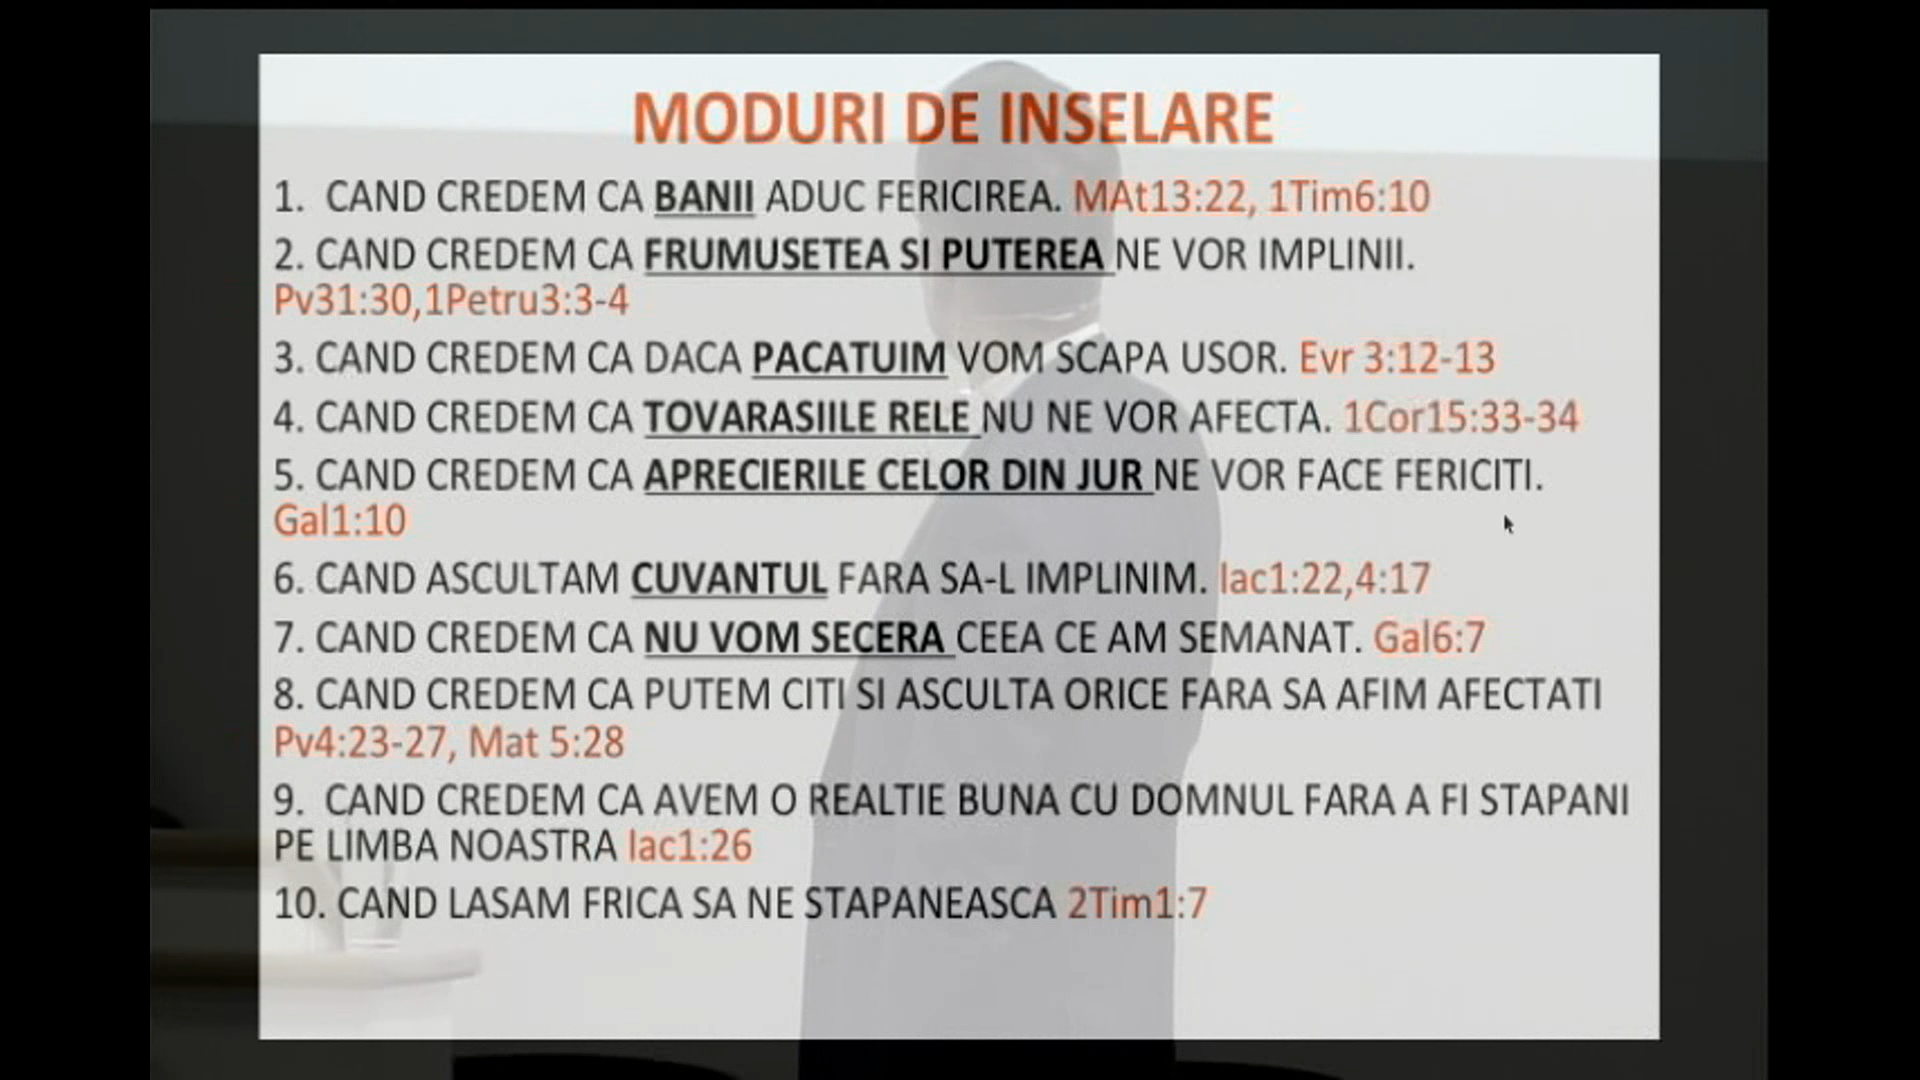 MODURI DE INSELARE
1. CAND CREDEM CA BANII ADUC FERICIREA. MAt13:22, 1Tim6:10
2. CAND CREDEM CA FRUMUSETEA SI PUTEREA NE VOR IMPLINII.
Pv31:30,1Petru3:3-4
3. CAND CREDEM CA DACA PACATUIM VOM SCAPA USOR. Evr 3:12-13
4. CAND CREDEM CA TOVARASIILE RELE NU NE VOR AFECTA. 1Cor15:33-34
5. CAND CREDEM CA APRECIERILE CELOR DIN JUR NE VOR FACE FERICITI.
Gal1:10
6. CAND ASCULTAM CUVANTUL FARA SA-L IMPLINIM. Iac1:22,4:17
7. CAND CREDEM CA NU VOM SECERA CEEA CE AM SEMANAT. Gal6:7
8. CAND CREDEM CA PUTEM CITI SI ASCULTA ORICE FARA SA AFIM AFECTATI
Pv4:23-27, Mat 5:28
9. CAND CREDEM CA AVEM O REALTIE BUNA CU DOMNUL FARA A FI STAPANI
PE LIMBA NOASTRA Iac1:26
10. CAND LASAM FRICA SA NE STAPANEASCA 2Tim1:7